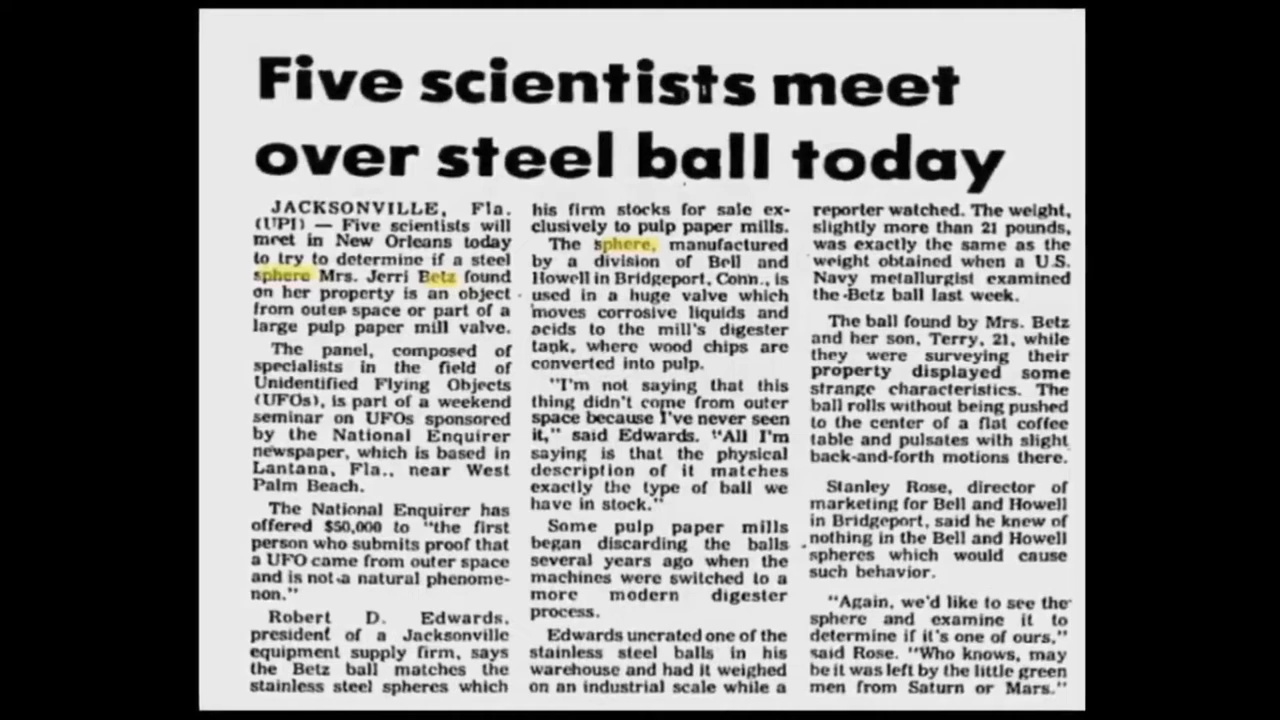 Five scientists meet
over steel ball today
JACKSONVILLE, Fla.
(UPI) — Five scientists will
meet in New Orleans today
to try to determine if a steel
sphere Mrs. Jerri Betz found
on her property is an object
from outer space or part of a
large pulp paper mill valve.
The panel, composed of
specialists in the field of
Unidentified Flying Objects
(UFOs), is part of a weekend
seminar on UFOs sponsored
by the National Enquirer
newspaper, which is based in
Lantana, Fla., near West
Palm Beach.
The National Enquirer has
offered $50,000 to "the first
person who submits proof that
a UFO came from outer space
and is not a natural phenome-
non."
Robert D. Edwards,
president of a Jacksonville
equipment supply firm, says
the Betz ball matches the
stainless steel spheres which
his firm stocks for sale ex-
clusively to pulp paper mills.
The sphere, manufactured
by a division of Bell and
Howell in Bridgeport, Conn., is
used in a huge valve which
moves corrosive liquids and
acids to the mill's digester
tank, where wood chips are
converted into pulp.
"I'm not saying that this
thing didn't come from outer
space because I've never seen
it," said Edwards. "All I'm
saying is that the physical
description of it matches
exactly the type of ball we
have in stock."
Some pulp paper mills
began discarding the balls
several years ago when the
machines were switched to a
more modern digester
process.
Edwards uncrated one of the
stainless steel balls in his
warehouse and had it weighed
on an industrial scale while a
reporter watched. The weight,
slightly more than 21 pounds,
was exactly the same as the
weight obtained when a U.S.
Navy metallurgist examined
the Betz ball last week.
The ball found by Mrs. Betz
and her son, Terry, 21, while
they were surveying their
property displayed some
strange characteristics. The
ball rolls without being pushed
to the center of a flat coffee
table and pulsates with slight
back-and-forth motions there.
Stanley Rose, director of
marketing for Bell and Howell
in Bridgeport, said he knew of
nothing in the Bell and Howell
spheres which would cause
such behavior.
"Again, we'd like to see the
sphere and examine it to
determine if it's one of ours,"
said Rose. "Who knows, may
be it was left by the little green
men from Saturn or Mars."